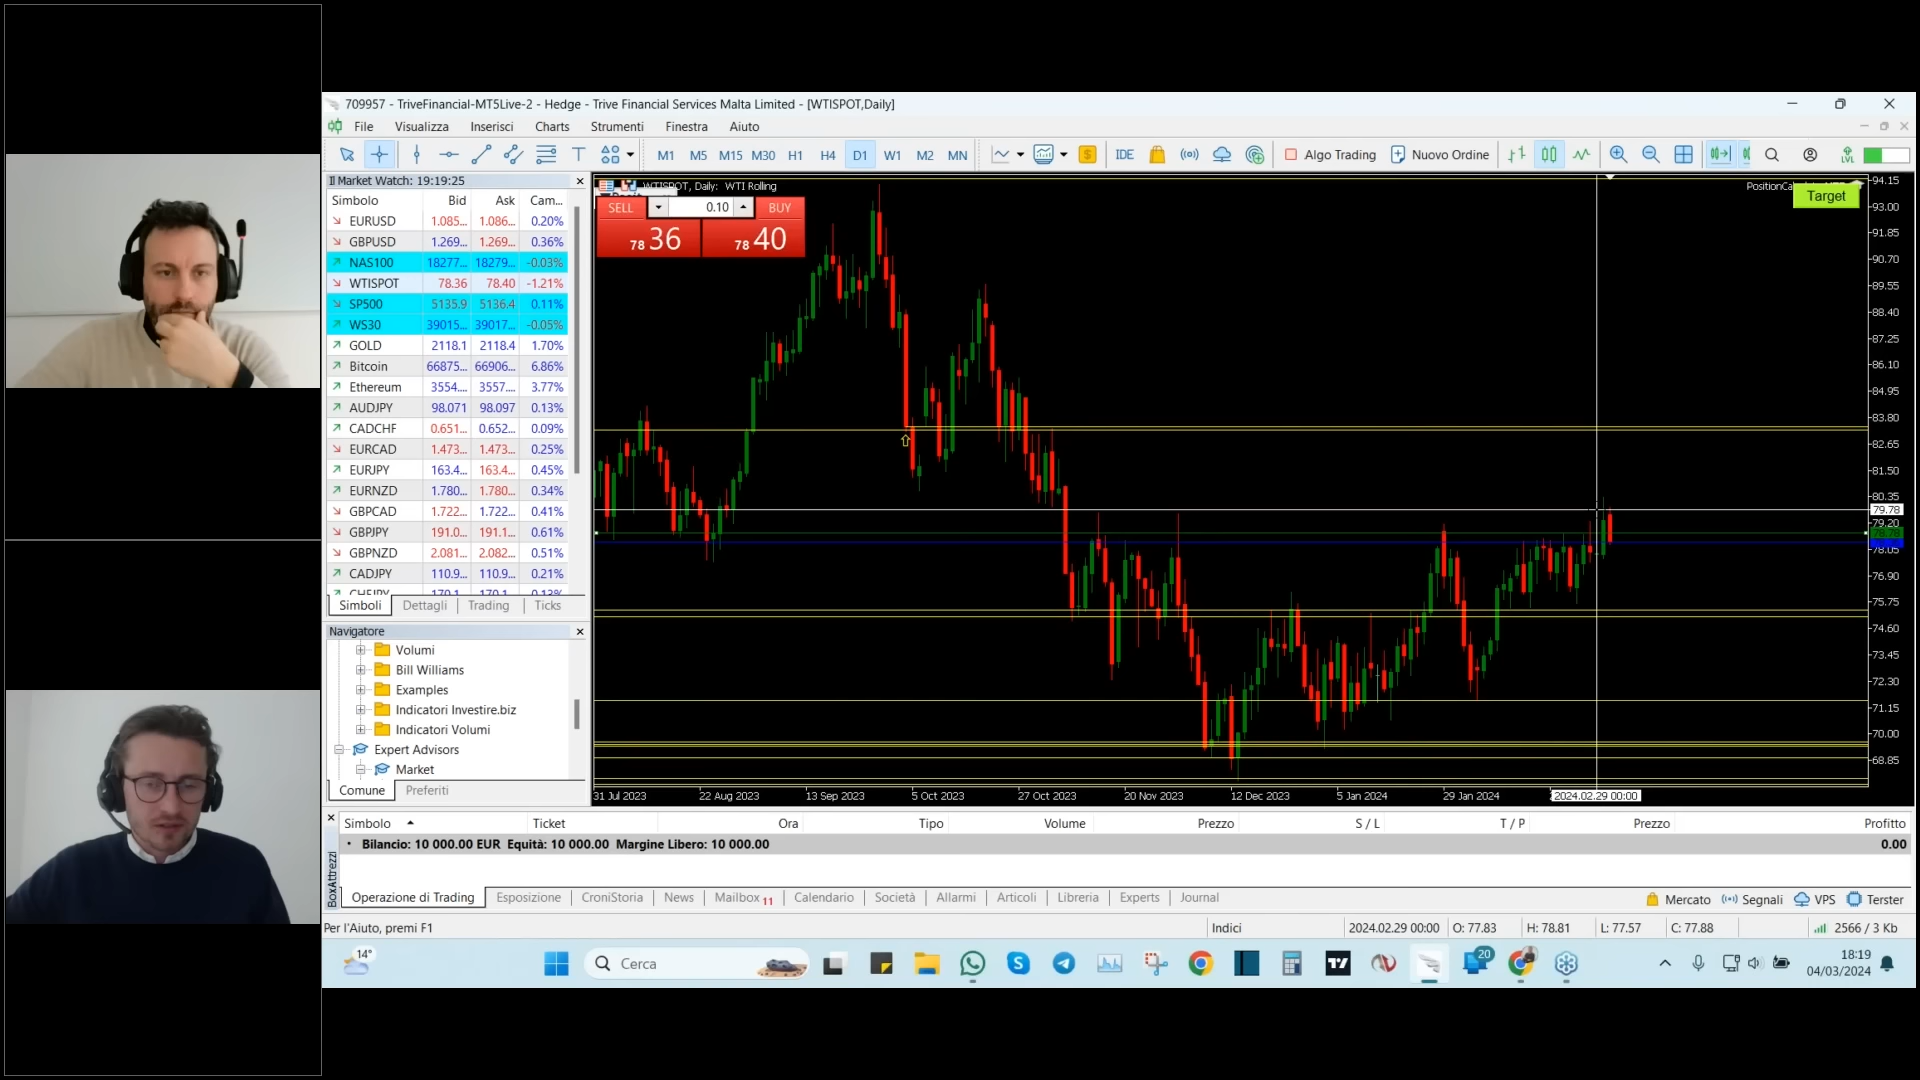 709957 - TriveFinancial-MT5Live-2 - Hedge - Trive Financial Services Malta Limited - [WTISPOT,Daily]
File Visualizza Inserisci Charts Strumenti Finestra Aiuto
M1 M5 M15 M30 H1 H4 D1 W1 M2 MN IDE Algo Trading Nuovo Ordine LVL
Market Watch: 19:19:25
Simbolo Bid Ask Cam...
EURUSD 1.085... 1.086... 0.20%
GBPUSD 1.269... 1.269... 0.36%
NAS100 18277... 18279... -0.03%
WTISPOT 78.36 78.40 -1.21%
SP500 5135.9 5136.4 0.11%
WS30 39015... 39017... -0.05%
GOLD 2118.1 2118.4 1.70%
Bitcoin 66875... 66906... 6.86%
Ethereum 3554.... 3557.... 3.77%
AUDJPY 98.071 98.097 0.13%
CADCHF 0.651... 0.652... 0.09%
EURCAD 1.473... 1.473... 0.25%
EURJPY 163.4... 163.4... 0.45%
EURNZD 1.780... 1.780... 0.34%
GBPCAD 1.722... 1.722... 0.41%
GBPJPY 191.0... 191.1... 0.61%
GBPNZD 2.081... 2.082... 0.51%
CADJPY 110.9... 110.9... 0.21%
CHFJPY 170.1... 170.1... 0.13%
Simboli Dettagli Trading Ticks
Navigatore
Volumi
Bill Williams
Examples
Indicatori Investire.biz
Indicatori Volumi
Expert Advisors
Market
Comune Preferiti
WTISPOT, Daily: WTI Rolling
SELL 0.10 BUY
78 36 78 40
Target
94.15
93.00
91.85
90.70
89.55
88.40
87.25
86.10
84.95
83.80
82.65
81.50
80.35
79.78
79.20
78.05
76.90
75.75
74.60
73.45
72.30
71.15
70.00
68.85
31 Jul 2023 22 Aug 2023 13 Sep 2023 5 Oct 2023 27 Oct 2023 20 Nov 2023 12 Dec 2023 5 Jan 2024 29 Jan 2024 2024.02.29 00:00
BoxAttrezzi
Simbolo Ticket Ora Tipo Volume Prezzo S / L T / P Prezzo Profitto
Bilancio: 10 000.00 EUR Equità: 10 000.00 Margine Libero: 10 000.00 0.00
Operazione di Trading Esposizione CroniStoria News Mailbox 11 Calendario Società Allarmi Articoli Libreria Experts Journal Mercato Segnali VPS Terster
Per l'Aiuto, premi F1 Indici 2024.02.29 00:00 O: 77.83 H: 78.81 L: 77.57 C: 77.88 2566 / 3 Kb
14° Cerca 20 18:19
04/03/2024